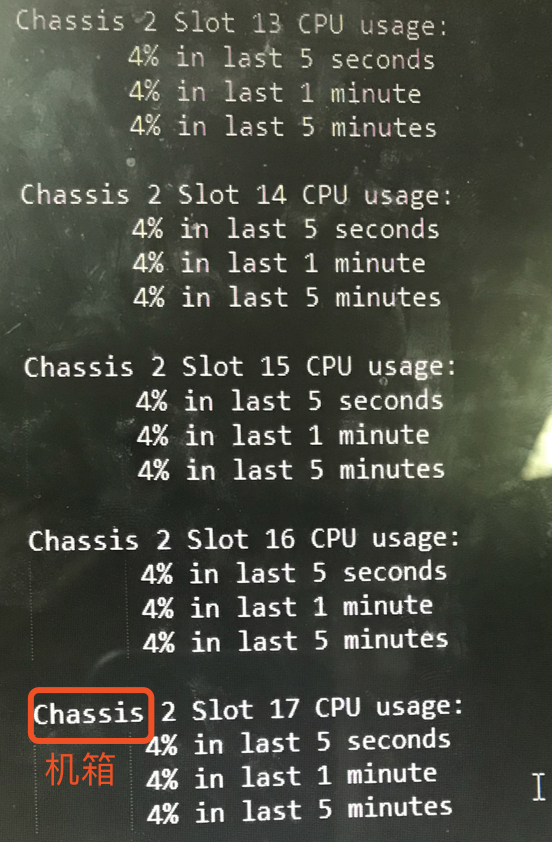 Chassis 2 Slot 13 CPU usage:
4% in last 5 seconds
4% in last 1 minute
4% in last 5 minutes
Chassis 2 Slot 14 CPU usage:
4% in last 5 seconds
4% in last 1 minute
4% in last 5 minutes
Chassis 2 Slot 15 CPU usage:
4% in last 5 seconds
4% in last 1 minute
4% in last 5 minutes
Chassis 2 Slot 16 CPU usage:
4% in last 5 seconds
4% in last 1 minute
4% in last 5 minutes
Chassis 2 Slot 17 CPU usage:
4% in last 5 seconds
机箱
4% in last 1 minute
4% in last 5 minutes